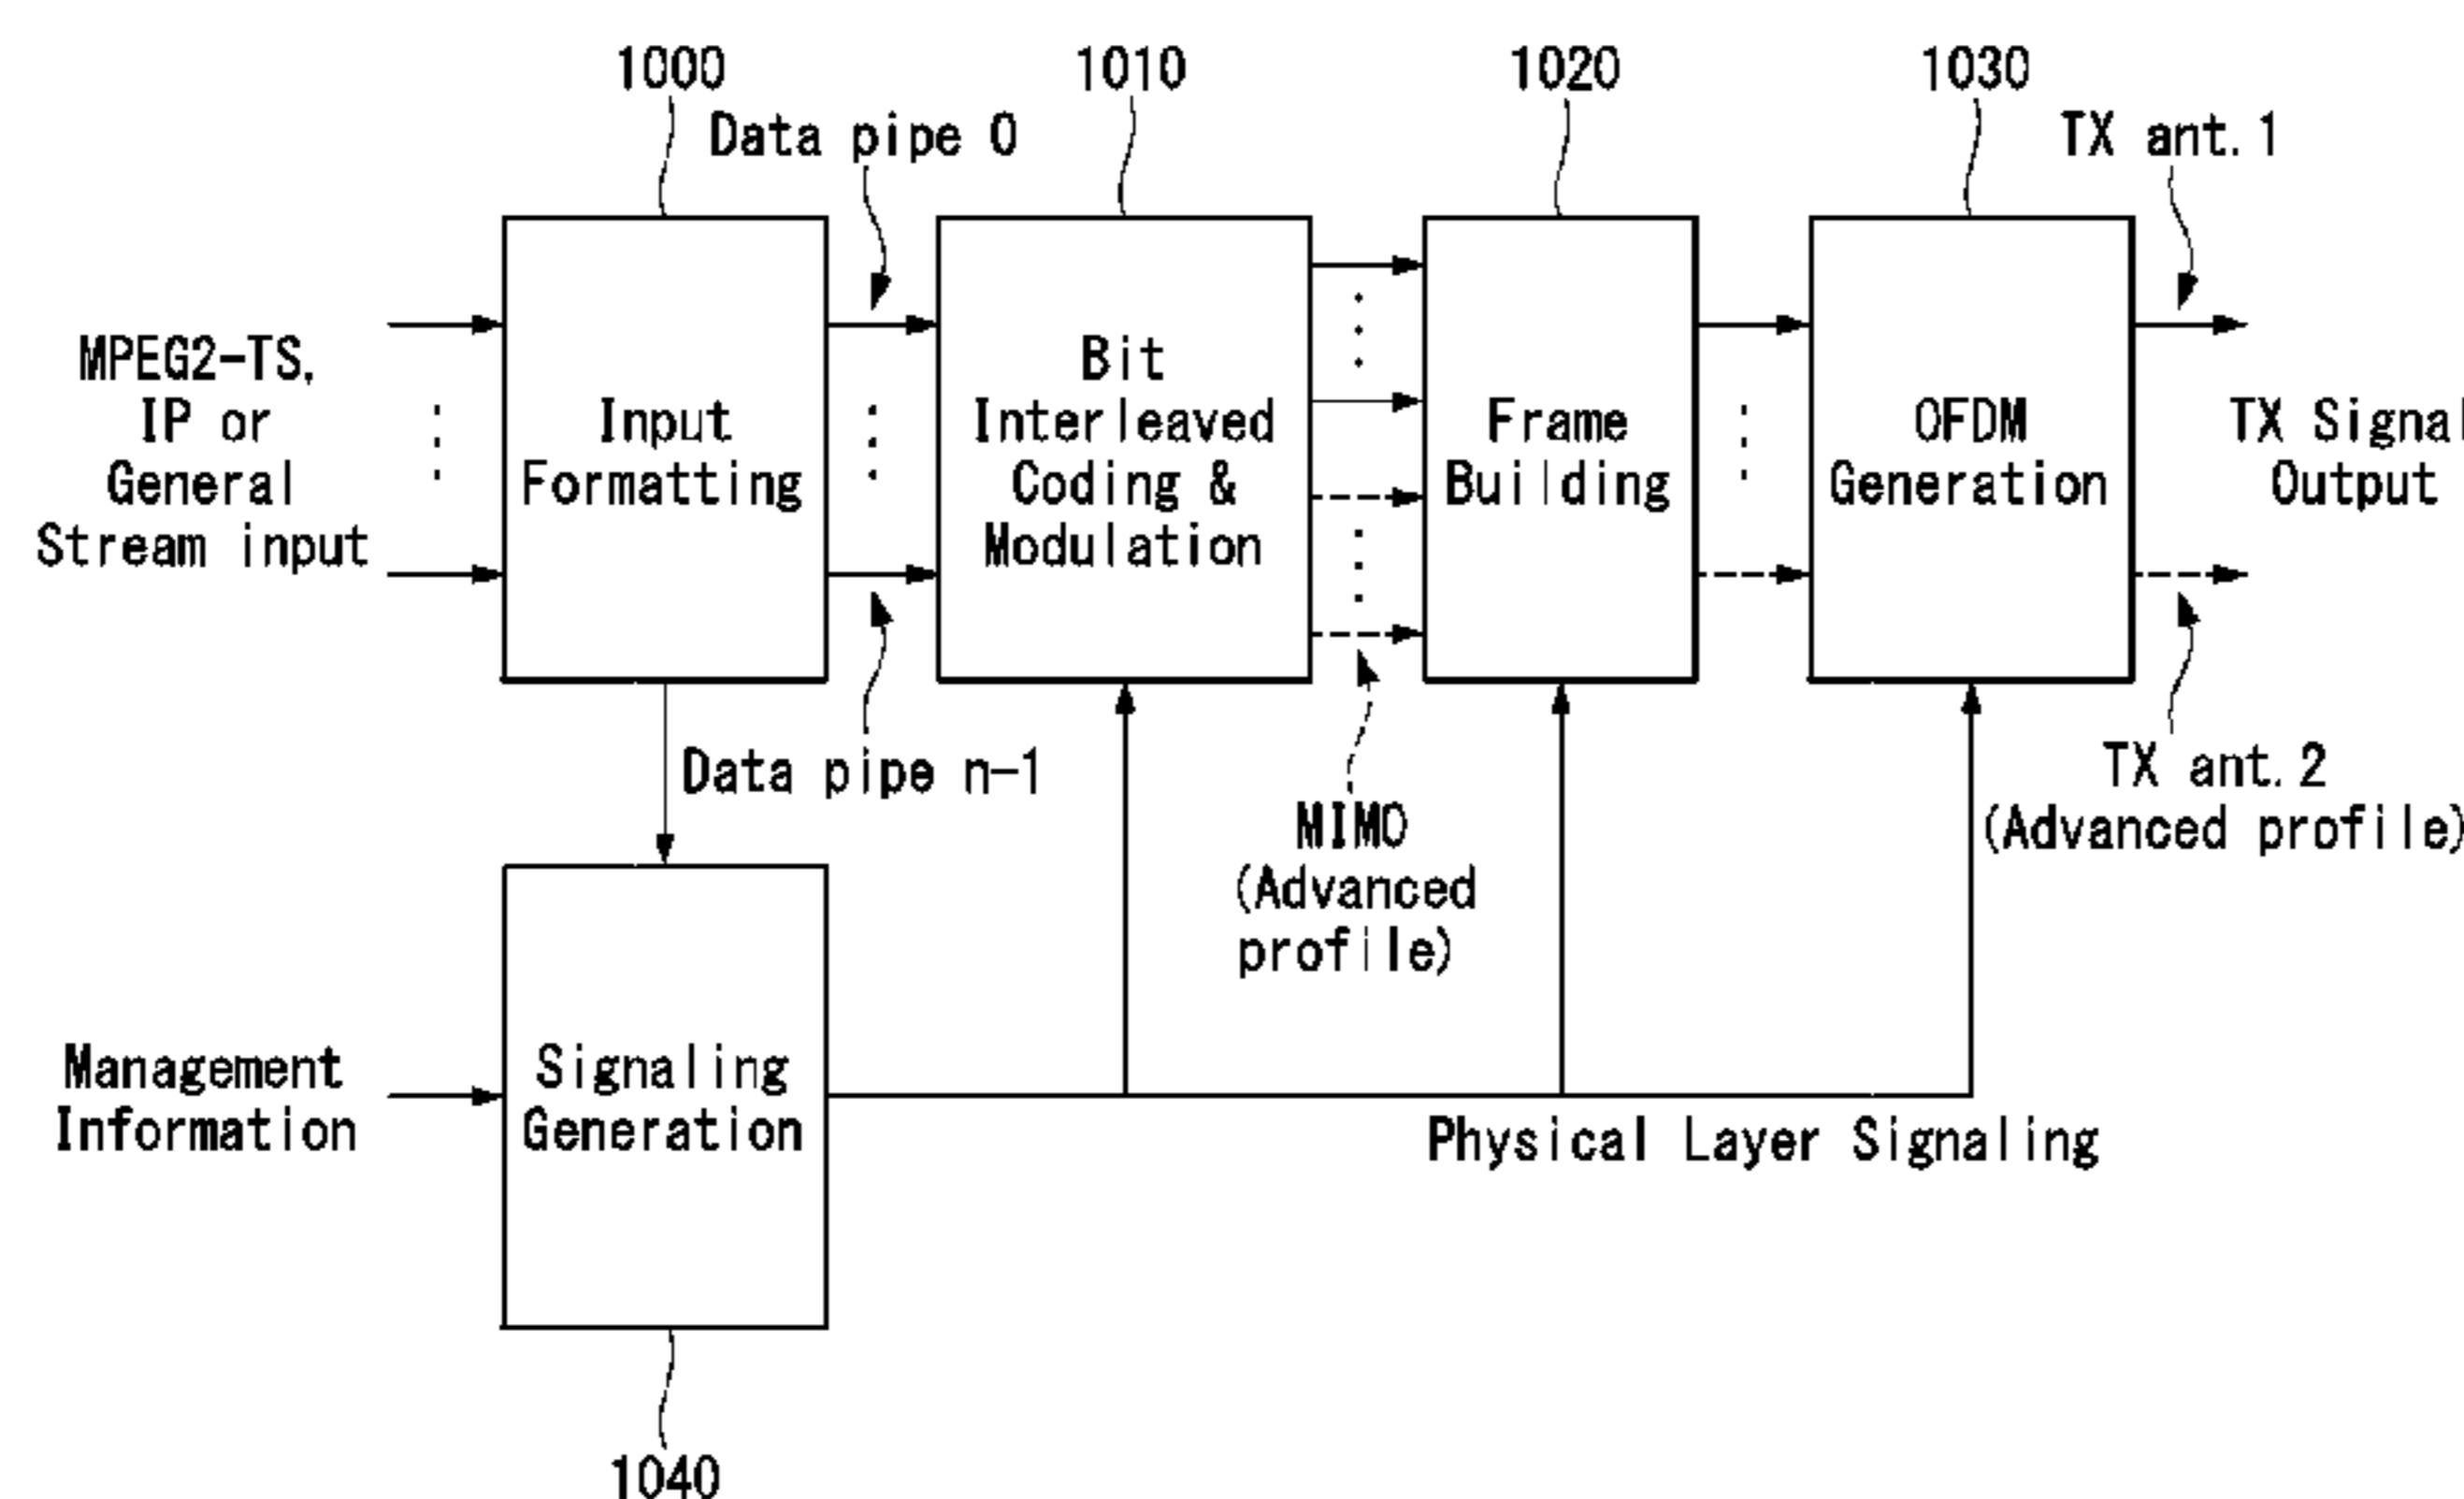 1000
1010
1020
1030
Data pipe 0
TX ant.1
MPEG2-TS,
IP or
General
Stream input
Input
Formatting
Bit
Interleaved
Coding &
Modulation
Frame
Building
OFDM
Generation
TX Signal
Output
Data pipe n-1
MIMO
(Advanced
profile)
TX ant.2
(Advanced profile)
Management
Information
Signaling
Generation
Physical Layer Signaling
1040